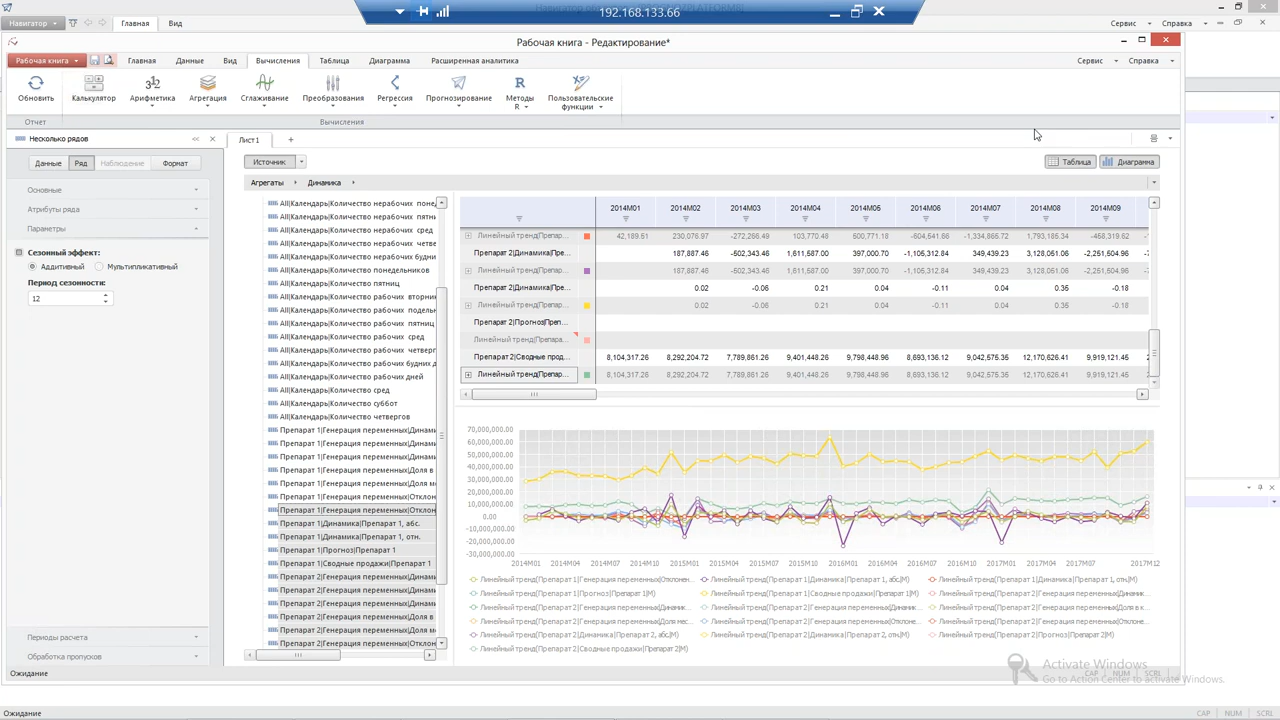 192.168.133.66
Навигатор
Главная
Вид
Сервис
Справка
Рабочая книга - Редактирование*
Рабочая книга
Главная
Данные
Вид
Вычисления
Таблица
Диаграмма
Расширенная аналитика
Сервис
Справка
Обновить
Калькулятор
Арифметика
Агрегация
Сглаживание
Преобразования
Регрессия
Прогнозирование
Методы
R
Пользовательские
функции
Отчет
Вычисления
Несколько рядов
Лист1
Данные
Ряд
Наблюдение
Формат
Основные
Атрибуты ряда
Параметры
Сезонный эффект:
Аддитивный
Мультипликативный
Период сезонности:
12
Периоды расчета
Обработка пропусков
Источник
Таблица
Диаграмма
Агрегаты
Динамика
All|Календарь|Количество нерабочих понед
All|Календарь|Количество нерабочих пятни
All|Календарь|Количество нерабочих сред
All|Календарь|Количество нерабочих четве
All|Календарь|Количество нерабочие будни
All|Календарь|Количество понедельников
All|Календарь|Количество пятниц
All|Календарь|Количество рабочих вторник
All|Календарь|Количество рабочих понедель
All|Календарь|Количество рабочих пятниц
All|Календарь|Количество рабочих сред
All|Календарь|Количество рабочих четверг
All|Календарь|Количество рабочих будних д
All|Календарь|Количество рабочих дней
All|Календарь|Количество сред
All|Календарь|Количество суббот
All|Календарь|Количество четвергов
Препарат 1|Генерация переменных|Динами
Препарат 1|Генерация переменных|Динами
Препарат 1|Генерация переменных|Динами
Препарат 1|Генерация переменных|Доля в
Препарат 1|Генерация переменных|Доля м
Препарат 1|Генерация переменных|Отклон
Препарат 1|Генерация переменных|Отклон
Препарат 1|Динамика|Препарат 1, абс.
Препарат 1|Динамика|Препарат 1, отн.
Препарат 1|Прогноз|Препарат 1
Препарат 1|Сводные продажи|Препарат 1
Препарат 2|Генерация переменных|Динами
Препарат 2|Генерация переменных|Динами
Препарат 2|Генерация переменных|Динами
Препарат 2|Генерация переменных|Доля в
Препарат 2|Генерация переменных|Доля м
Препарат 2|Генерация переменных|Отклон
2014M01 2014M02 2014M03 2014M04 2014M05 2014M06 2014M07 2014M08 2014M09
Линейный тренд(Препар... 42,189.51 230,076.97 -272,266.49 103,770.48 500,771.18 -604,541.66 -1,334,865.72 1,793,185.34 -458,319.62
Препарат 2|Динамика|Пре... 187,887.46 -502,343.46 1,611,587.00 397,000.70 -1,105,312.84 349,439.23 3,128,051.06 -2,251,504.96
Линейный тренд(Препар... 187,887.46 -502,343.46 1,611,587.00 397,000.70 -1,105,312.84 349,439.23 3,128,051.06 -2,251,504.96
Препарат 2|Динамика|Пре... 0.02 -0.06 0.21 0.04 -0.11 0.04 0.35 -0.18
Линейный тренд(Препар... 0.02 -0.06 0.21 0.04 -0.11 0.04 0.35 -0.18
Препарат 2|Прогноз|Преп...
Линейный тренд(Препара...
Препарат 2|Сводные прод... 8,104,317.26 8,292,204.72 7,789,861.26 9,401,448.26 9,798,448.96 8,693,136.12 9,042,575.35 12,170,626.41 9,919,121.45
Линейный тренд(Препар... 8,104,317.26 8,292,204.72 7,789,861.26 9,401,448.26 9,798,448.96 8,693,136.12 9,042,575.35 12,170,626.41 9,919,121.45
70,000,000.00
60,000,000.00
50,000,000.00
40,000,000.00
30,000,000.00
20,000,000.00
10,000,000.00
0.00
-10,000,000.00
-20,000,000.00
-30,000,000.00
2014M01 2014M04 2014M07 2014M10 2015M01 2015M04 2015M07 2015M10 2016M01 2016M04 2016M07 2016M10 2017M01 2017M04 2017M07 2017M12
Линейный тренд(Препарат 1|Генерация переменных|Отклонен...
Линейный тренд(Препарат 1|Динамика|Препарат 1, абс.|M)
Линейный тренд(Препарат 1|Динамика|Препарат 1, отн.|M)
Линейный тренд(Препарат 1|Прогноз|Препарат 1|M)
Линейный тренд(Препарат 1|Сводные продажи|Препарат 1|M)
Линейный тренд(Препарат 2|Генерация переменных|Динамик...
Линейный тренд(Препарат 2|Генерация переменных|Динамик...
Линейный тренд(Препарат 2|Генерация переменных|Динамик...
Линейный тренд(Препарат 2|Генерация переменных|Доля в к...
Линейный тренд(Препарат 2|Генерация переменных|Доля мес...
Линейный тренд(Препарат 2|Генерация переменных|Отклоне...
Линейный тренд(Препарат 2|Генерация переменных|Отклонен...
Линейный тренд(Препарат 2|Динамика|Препарат 2, абс.|M)
Линейный тренд(Препарат 2|Динамика|Препарат 2, отн.|M)
Линейный тренд(Препарат 2|Прогноз|Препарат 2|M)
Линейный тренд(Препарат 2|Сводные продажи|Препарат 2|M)
Activate Windows
Go to Action Center to activate Windows.
Ожидание
CAP NUM SCRL
Ожидание
CAP NUM SCRL